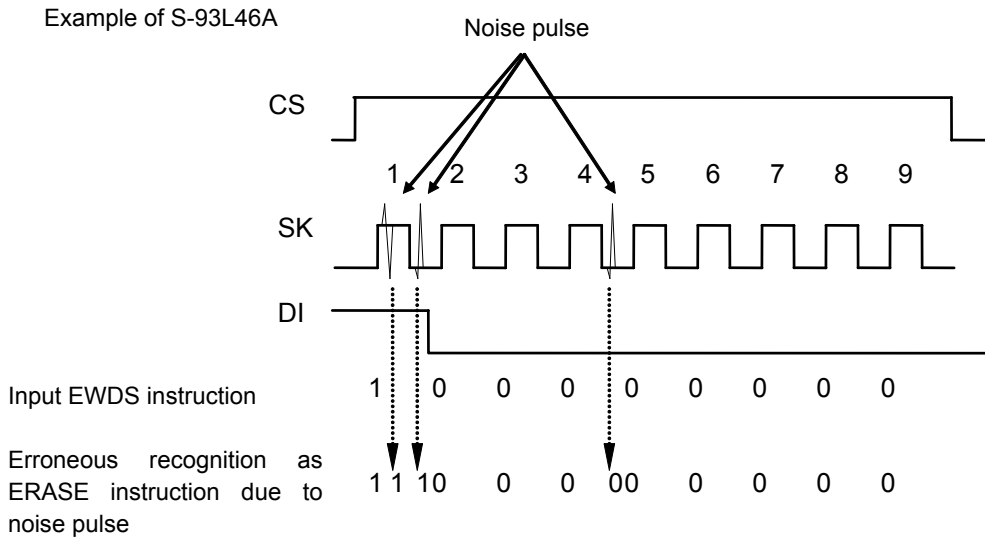 Example of S-93L46A
Noise pulse
CS
1 2 3 4 5 6 7 8 9
SK
DI
Input EWDS instruction 1 0 0 0 0 0 0 0 0
Erroneous recognition as
ERASE instruction due to 1 1 10 0 0 00 0 0 0 0
noise pulse